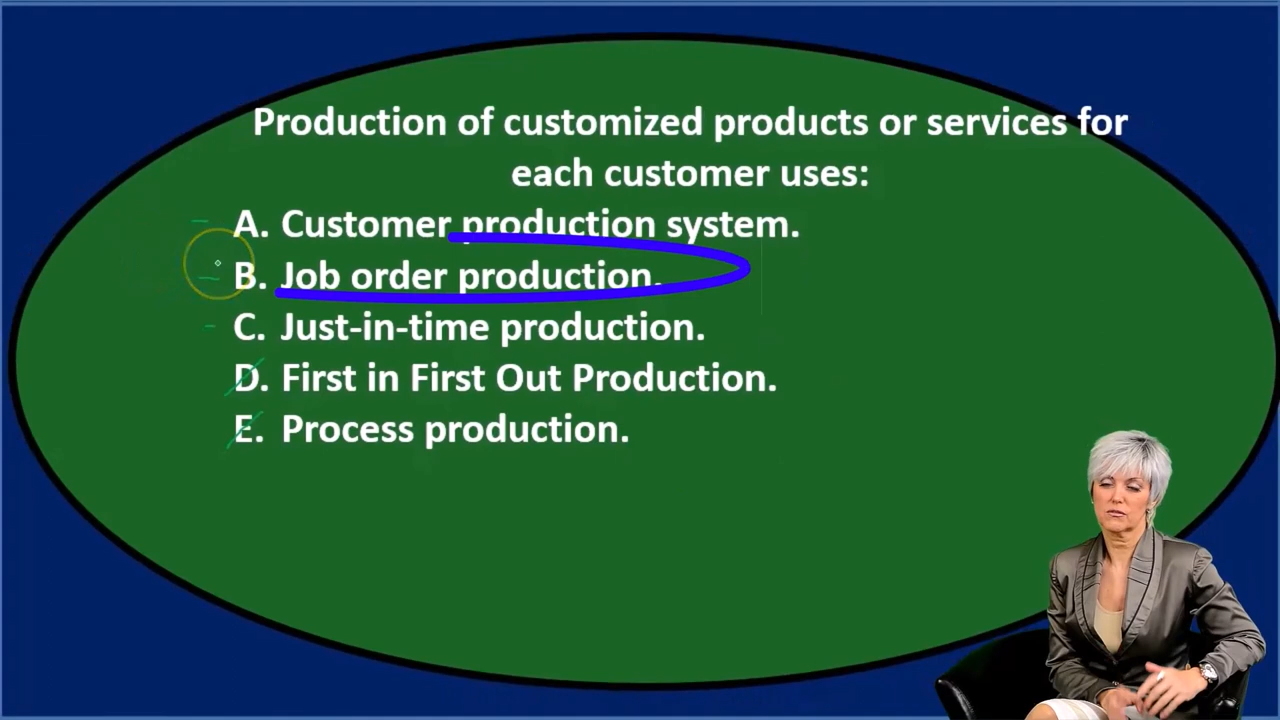 Production of customized products or services for
each customer uses:
A. Customer production system.
B. Job order production.
C. Just-in-time production.
D. First in First Out Production.
E. Process production.